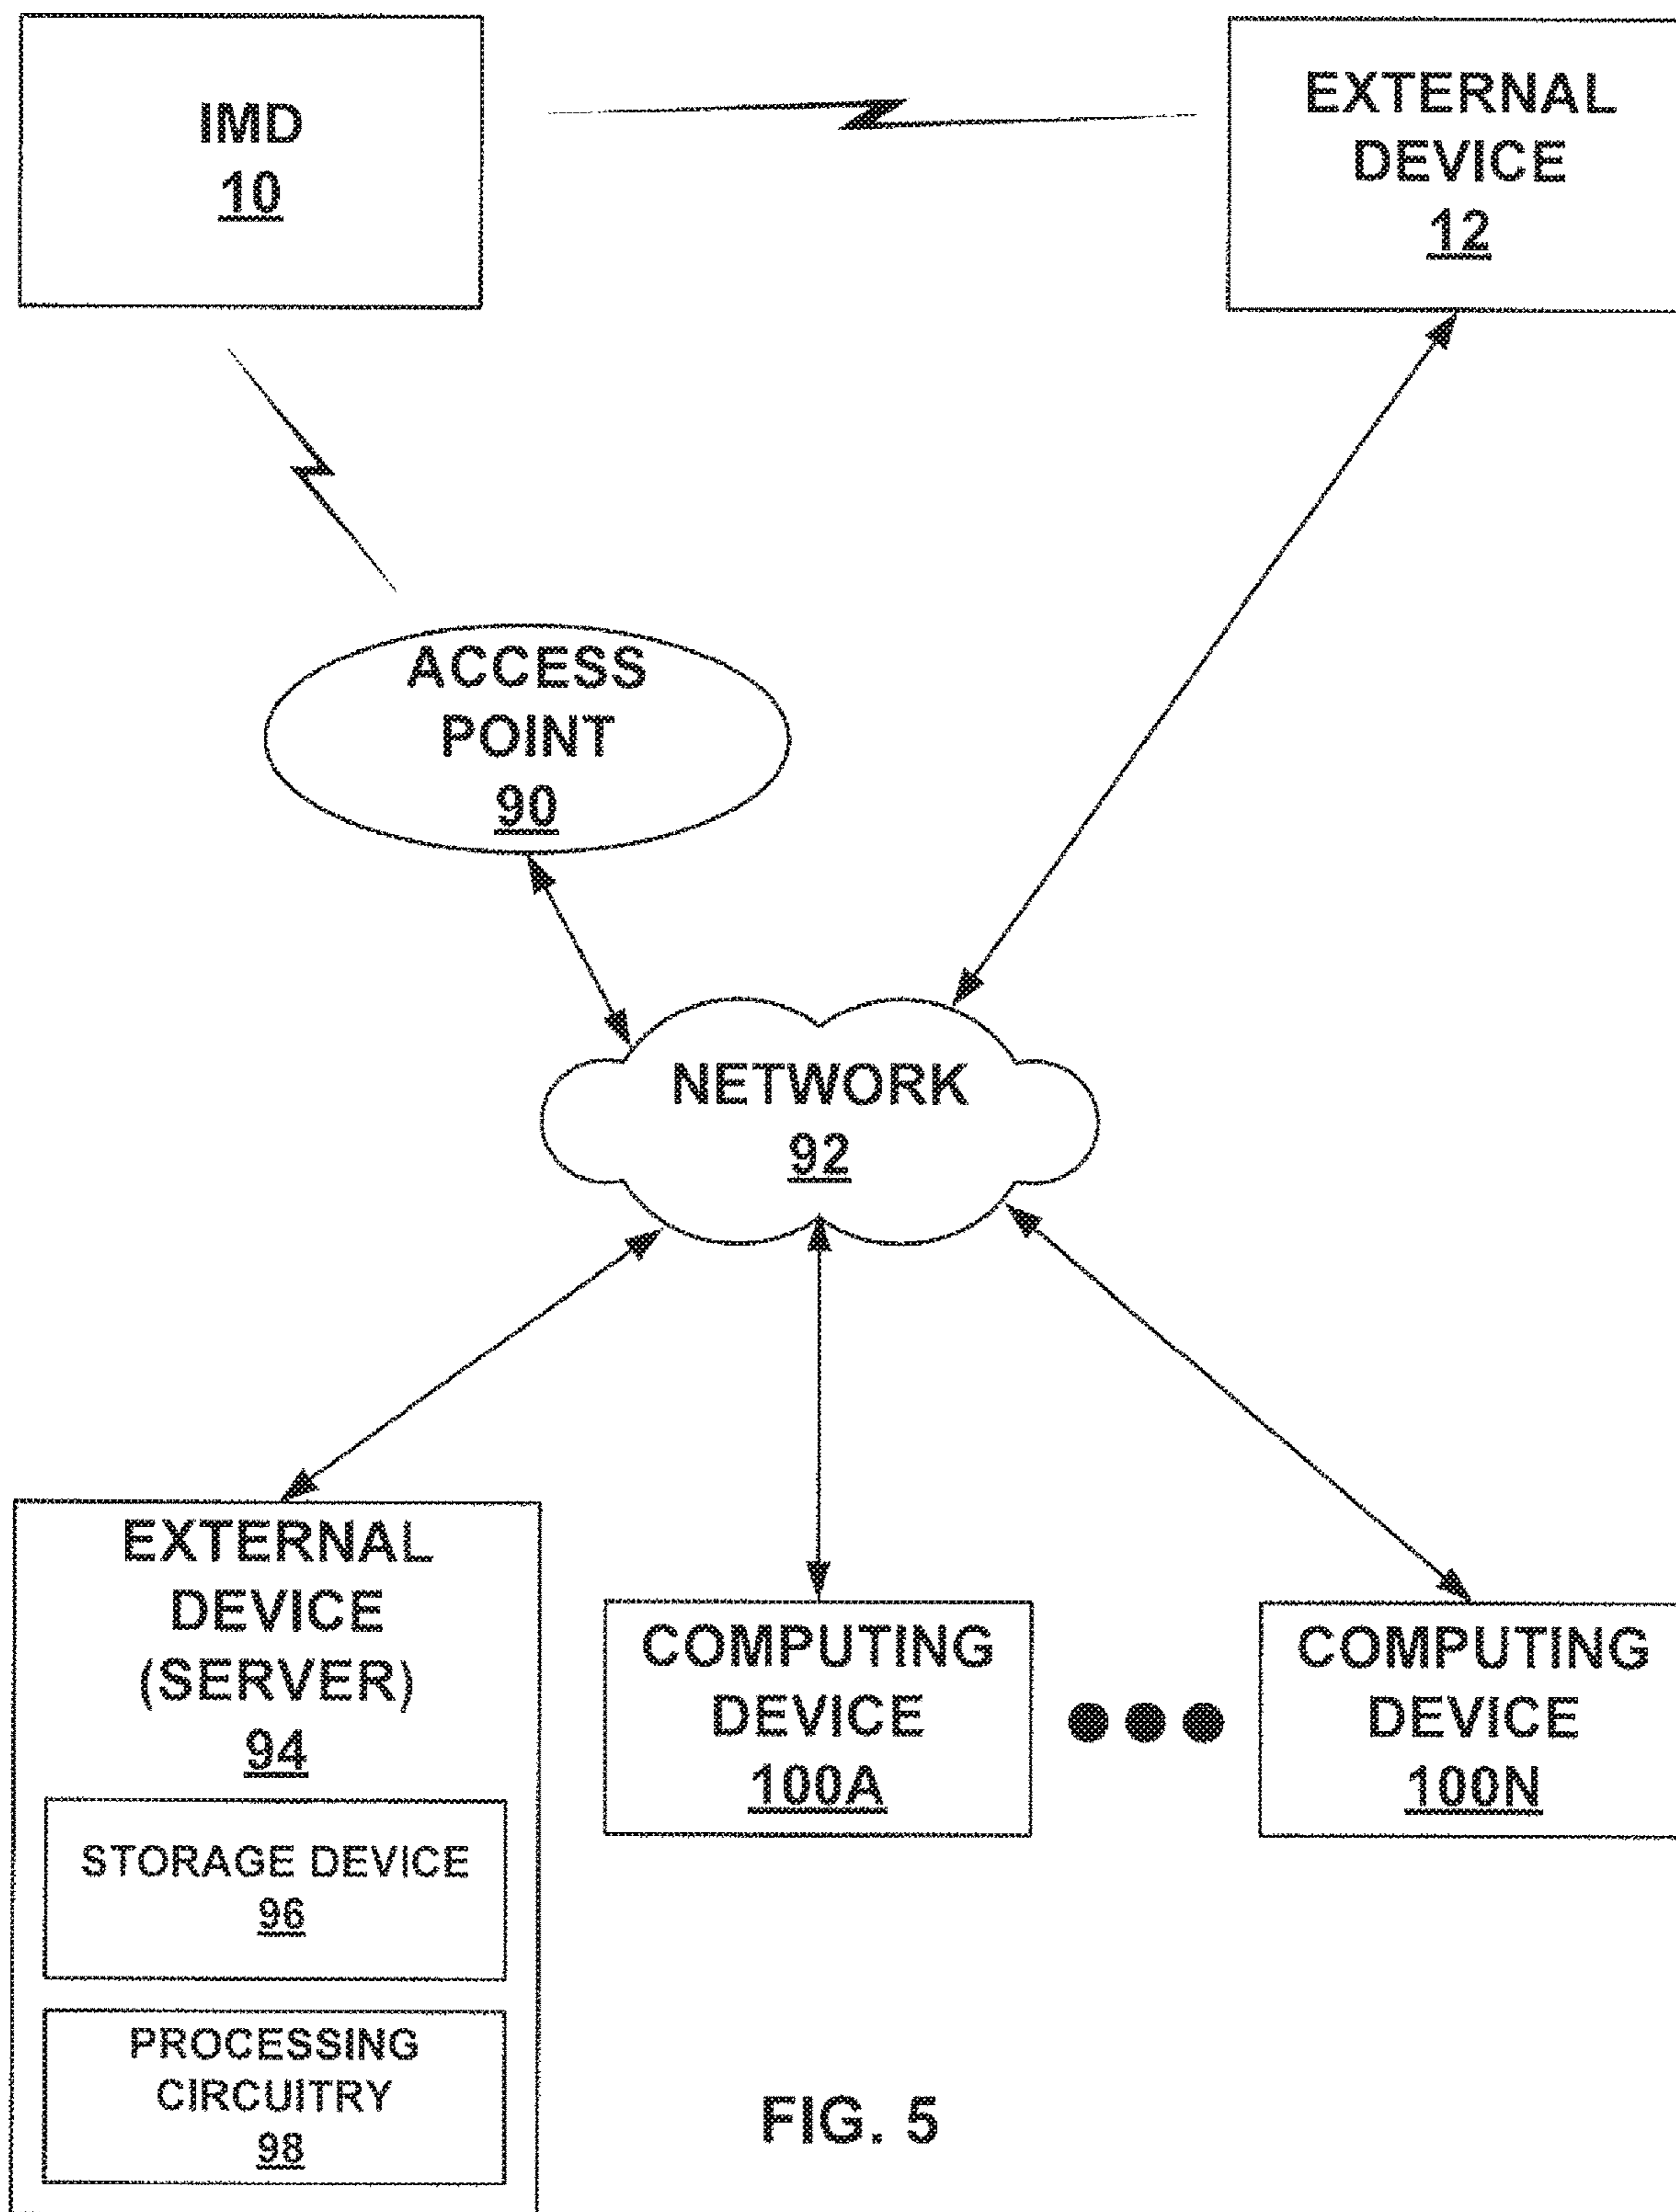 IMD
10
EXTERNAL
DEVICE
12
ACCESS
POINT
90
NETWORK
92
EXTERNAL
DEVICE
(SERVER)
94
STORAGE DEVICE
96
PROCESSING
CIRCUITRY
98
COMPUTING
DEVICE
100A
COMPUTING
DEVICE
100N
FIG. 5